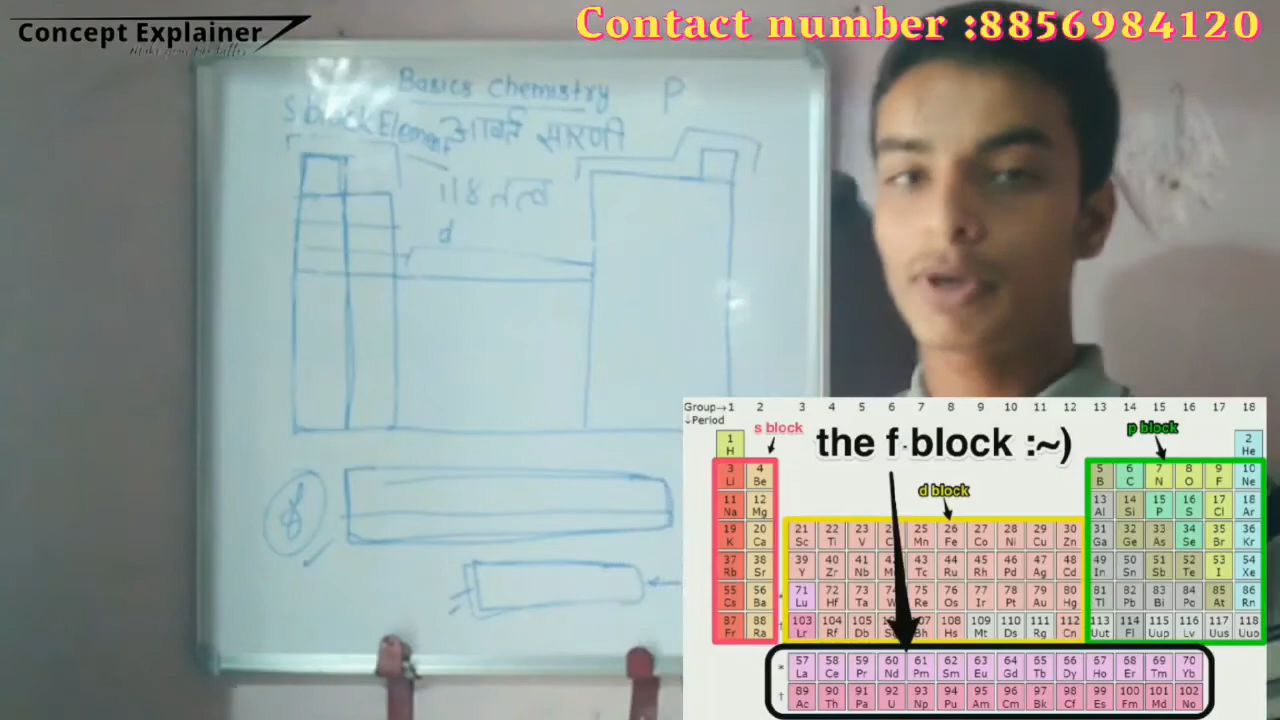 Concept Explainer
Contact number :8856984120
Basics Chemistry
P
S block Element
आवर्त सारणी
118 तत्व
d
f
Group→ 1 2 3 4 5 6 7 8 9 10 11 12 13 14 15 16 17 18
↓Period
s block
the f block :~)
p block
d block
1 2
H He
3 4 5 6 7 8 9 10
Li Be B C N O F Ne
11 12 13 14 15 16 17 18
Na Mg Al Si P S Cl Ar
19 20 21 22 23 25 26 27 28 29 30 31 32 33 34 35 36
K Ca Sc Ti V Mn Fe Co Ni Cu Zn Ga Ge As Se Br Kr
37 38 39 40 41 43 44 45 46 47 48 49 50 51 52 53 54
Rb Sr Y Zr Nb Tc Ru Rh Pd Ag Cd In Sn Sb Te I Xe
55 56 * 71 72 73 75 76 77 78 79 80 81 82 83 84 85 86
Cs Ba Lu Hf Ta Re Os Ir Pt Au Hg Tl Pb Bi Po At Rn
87 88 † 103 104 105 108 109 110 111 112 113 114 115 116 117 118
Fr Ra Lr Rf Db Hs Mt Ds Rg Cn Uut Fl Uup Lv Uus Uuo
* 57 58 59 60 61 62 63 64 65 66 67 68 69 70
La Ce Pr Nd Pm Sm Eu Gd Tb Dy Ho Er Tm Yb
† 89 90 91 92 93 94 95 96 97 98 99 100 101 102
Ac Th Pa U Np Pu Am Cm Bk Cf Es Fm Md No